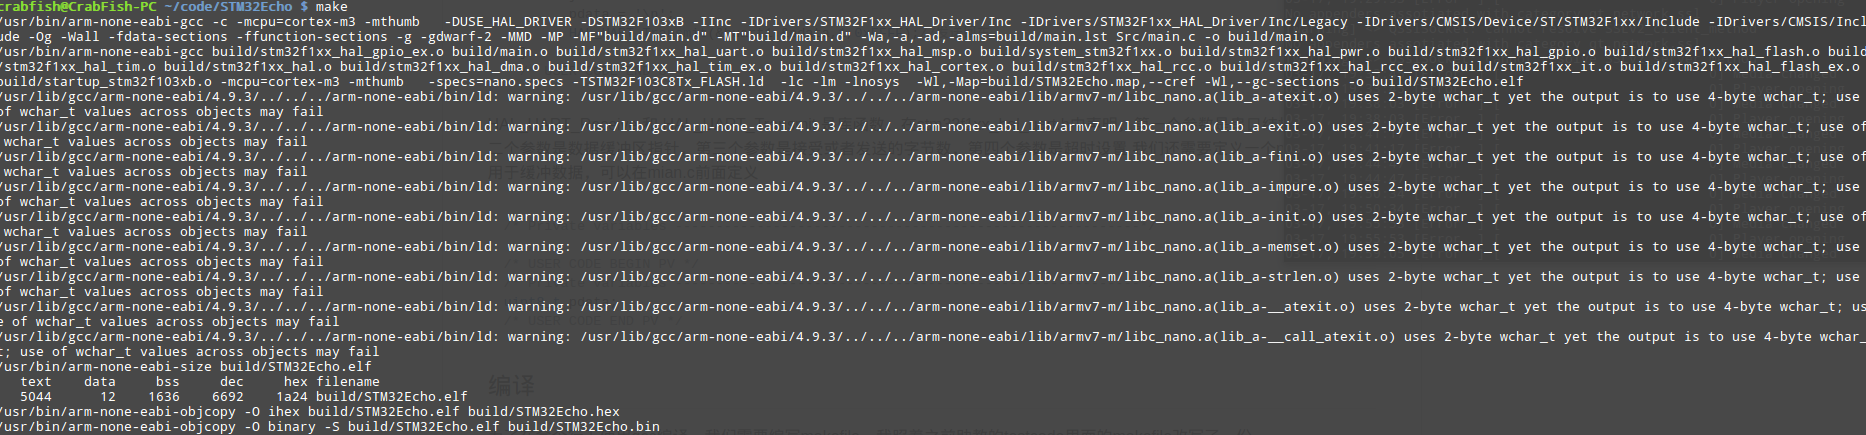 crabfish@CrabFish-PC ~/code/STM32Echo $ make
/usr/bin/arm-none-eabi-gcc -c -mcpu=cortex-m3 -mthumb   -DUSE_HAL_DRIVER -DSTM32F103xB -IInc -IDrivers/STM32F1xx_HAL_Driver/Inc -IDrivers/STM32F1xx_HAL_Driver/Inc/Legacy -IDrivers/CMSIS/Device/ST/STM32F1xx/Include -IDrivers/CMSIS/Incl
ude -Og -Wall -fdata-sections -ffunction-sections -g -gdwarf-2 -MMD -MP -MF"build/main.d" -MT"build/main.d" -Wa,-a,-ad,-alms=build/main.lst Src/main.c -o build/main.o
/usr/bin/arm-none-eabi-gcc build/stm32f1xx_hal_gpio_ex.o build/main.o build/stm32f1xx_hal_uart.o build/stm32f1xx_hal_msp.o build/system_stm32f1xx.o build/stm32f1xx_hal_pwr.o build/stm32f1xx_hal_gpio.o build/stm32f1xx_hal_flash.o build
/stm32f1xx_hal_tim.o build/stm32f1xx_hal.o build/stm32f1xx_hal_dma.o build/stm32f1xx_hal_tim_ex.o build/stm32f1xx_hal_cortex.o build/stm32f1xx_hal_rcc.o build/stm32f1xx_hal_rcc_ex.o build/stm32f1xx_it.o build/stm32f1xx_hal_flash_ex.o
build/startup_stm32f103xb.o -mcpu=cortex-m3 -mthumb   -specs=nano.specs -TSTM32F103C8Tx_FLASH.ld  -lc -lm -lnosys  -Wl,-Map=build/STM32Echo.map,--cref -Wl,--gc-sections -o build/STM32Echo.elf
/usr/lib/gcc/arm-none-eabi/4.9.3/../../../arm-none-eabi/bin/ld: warning: /usr/lib/gcc/arm-none-eabi/4.9.3/../../../arm-none-eabi/lib/armv7-m/libc_nano.a(lib_a-atexit.o) uses 2-byte wchar_t yet the output is to use 4-byte wchar_t; use
of wchar_t values across objects may fail
/usr/lib/gcc/arm-none-eabi/4.9.3/../../../arm-none-eabi/bin/ld: warning: /usr/lib/gcc/arm-none-eabi/4.9.3/../../../arm-none-eabi/lib/armv7-m/libc_nano.a(lib_a-exit.o) uses 2-byte wchar_t yet the output is to use 4-byte wchar_t; use of
wchar_t values across objects may fail
/usr/lib/gcc/arm-none-eabi/4.9.3/../../../arm-none-eabi/bin/ld: warning: /usr/lib/gcc/arm-none-eabi/4.9.3/../../../arm-none-eabi/lib/armv7-m/libc_nano.a(lib_a-fini.o) uses 2-byte wchar_t yet the output is to use 4-byte wchar_t; use of
wchar_t values across objects may fail
/usr/lib/gcc/arm-none-eabi/4.9.3/../../../arm-none-eabi/bin/ld: warning: /usr/lib/gcc/arm-none-eabi/4.9.3/../../../arm-none-eabi/lib/armv7-m/libc_nano.a(lib_a-impure.o) uses 2-byte wchar_t yet the output is to use 4-byte wchar_t; use
of wchar_t values across objects may fail
/usr/lib/gcc/arm-none-eabi/4.9.3/../../../arm-none-eabi/bin/ld: warning: /usr/lib/gcc/arm-none-eabi/4.9.3/../../../arm-none-eabi/lib/armv7-m/libc_nano.a(lib_a-init.o) uses 2-byte wchar_t yet the output is to use 4-byte wchar_t; use of
wchar_t values across objects may fail
/usr/lib/gcc/arm-none-eabi/4.9.3/../../../arm-none-eabi/bin/ld: warning: /usr/lib/gcc/arm-none-eabi/4.9.3/../../../arm-none-eabi/lib/armv7-m/libc_nano.a(lib_a-memset.o) uses 2-byte wchar_t yet the output is to use 4-byte wchar_t; use
of wchar_t values across objects may fail
/usr/lib/gcc/arm-none-eabi/4.9.3/../../../arm-none-eabi/bin/ld: warning: /usr/lib/gcc/arm-none-eabi/4.9.3/../../../arm-none-eabi/lib/armv7-m/libc_nano.a(lib_a-strlen.o) uses 2-byte wchar_t yet the output is to use 4-byte wchar_t; use
of wchar_t values across objects may fail
/usr/lib/gcc/arm-none-eabi/4.9.3/../../../arm-none-eabi/bin/ld: warning: /usr/lib/gcc/arm-none-eabi/4.9.3/../../../arm-none-eabi/lib/armv7-m/libc_nano.a(lib_a-__atexit.o) uses 2-byte wchar_t yet the output is to use 4-byte wchar_t; us
e of wchar_t values across objects may fail
/usr/lib/gcc/arm-none-eabi/4.9.3/../../../arm-none-eabi/bin/ld: warning: /usr/lib/gcc/arm-none-eabi/4.9.3/../../../arm-none-eabi/lib/armv7-m/libc_nano.a(lib_a-__call_atexit.o) uses 2-byte wchar_t yet the output is to use 4-byte wchar_
t; use of wchar_t values across objects may fail
/usr/bin/arm-none-eabi-size build/STM32Echo.elf
   text    data     bss     dec     hex filename
   5044      12    1636    6692    1a24 build/STM32Echo.elf
/usr/bin/arm-none-eabi-objcopy -O ihex build/STM32Echo.elf build/STM32Echo.hex
/usr/bin/arm-none-eabi-objcopy -O binary -S build/STM32Echo.elf build/STM32Echo.bin
编译